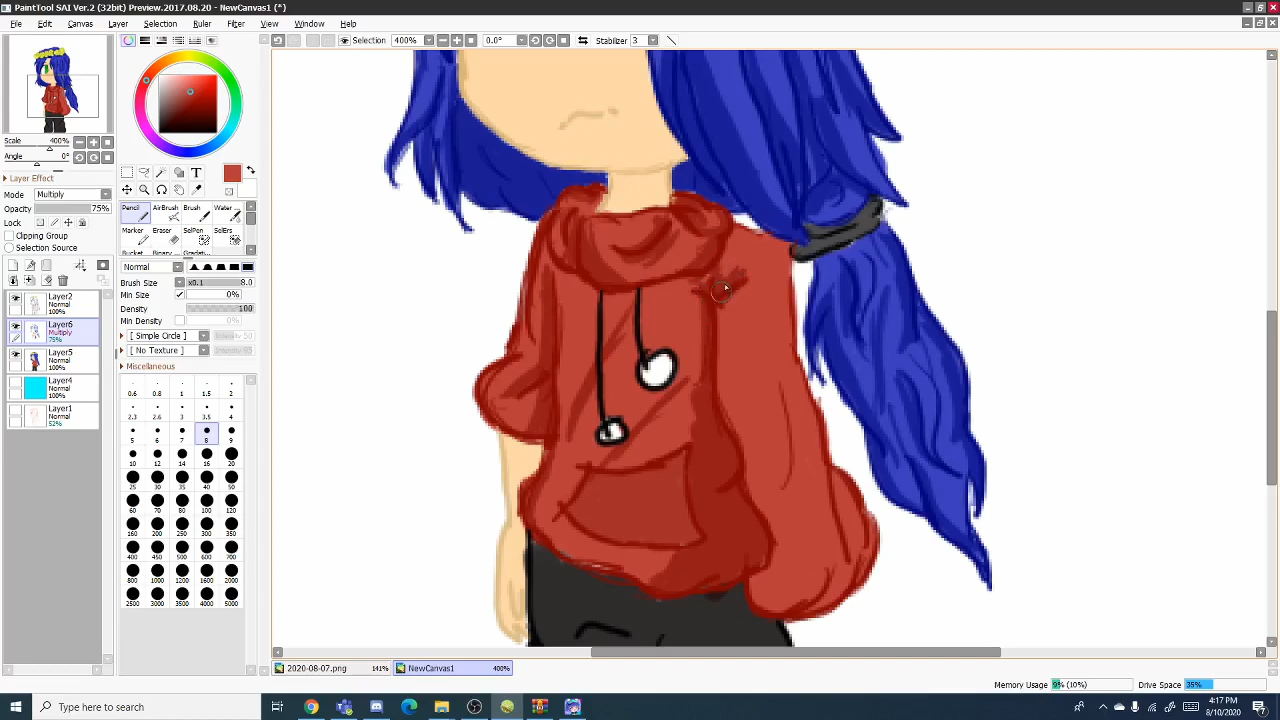 PaintTool SAI Ver.2 (32bit) Preview.2017.08.20 - NewCanvas1 (*)
File Edit Canvas Layer Selection Ruler Filter View Window Help
Selection 400% 0.0° Stabilizer 3
Scale 400%
Angle 0°
Layer Effect
Mode Multiply
Opacity 75%
Clipping Group
Selection Source
Layer2
Normal
100%
Layer6
Multiply
75%
Layer5
Normal
100%
Layer4
Normal
100%
Layer1
Normal
52%
T
Pencil AirBrush Brush Water ...
Marker Eraser SelPen SelErs
Bucket Binary ... Gradati...
Normal
Brush Size x0.1 8.0
Min Size 0%
Density 100
Min Density 0%
[ Simple Circle ] Intensity 50
[ No Texture ]
Miscellaneous
0.6 0.8 1 1.5 2
2.3 2.6 3 3.5 4
5 6 7 8 9
10 12 14 16 20
25 30 35 40 50
60 70 80 100 120
160 200 250 300 350
400 450 500 600 700
800 1000 1200 1600 2000
2500 3000 3500 4000 5000
2020-08-07.png 141% NewCanvas1 400%
Memory Usage 9% (10%) Drive Space 35%
Type here to search
4:17 PM
8/10/2020